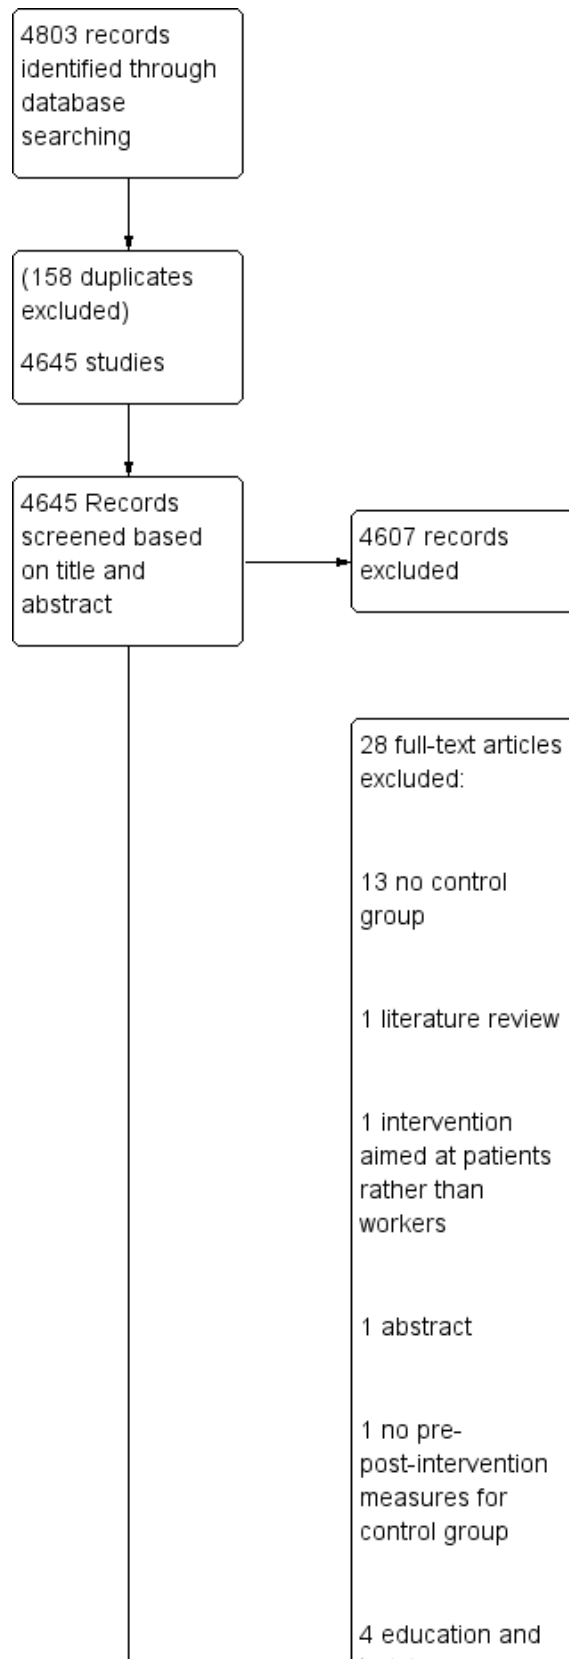 4803 records
identified through
database
searching
(158 duplicates
excluded)
4645 studies
4645 Records
screened based
on title and
abstract
4607 records
excluded
28 full-text articles
excluded:
13 no control
group
1 literature review
1 intervention
aimed at patients
rather than
workers
1 abstract
1 no pre-
post-intervention
measures for
control group
4 education and